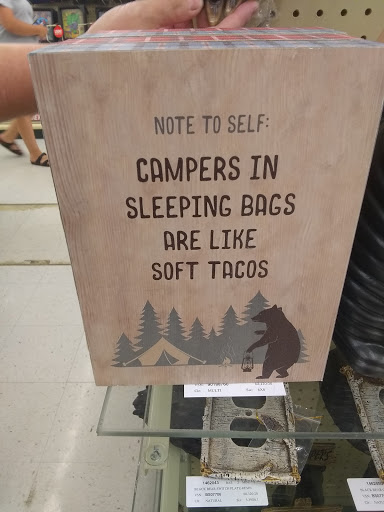 NOTE TO SELF:
CAMPERS IN
SLEEPING BAGS
ARE LIKE
SOFT TACOS